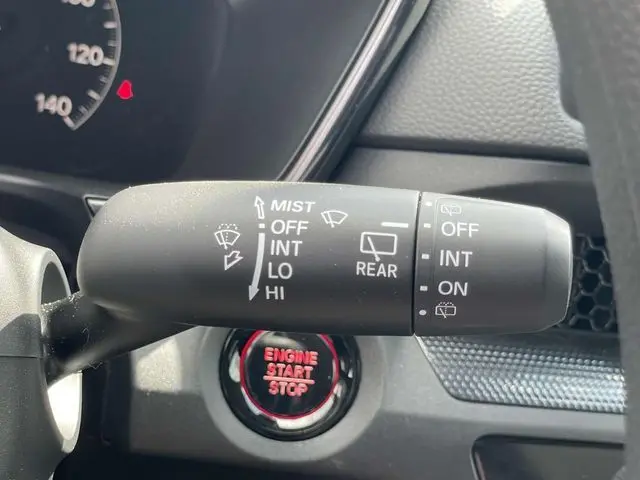 120
140
MIST
OFF
INT
LO
HI
REAR
OFF
INT
ON
ENGINE
START
STOP